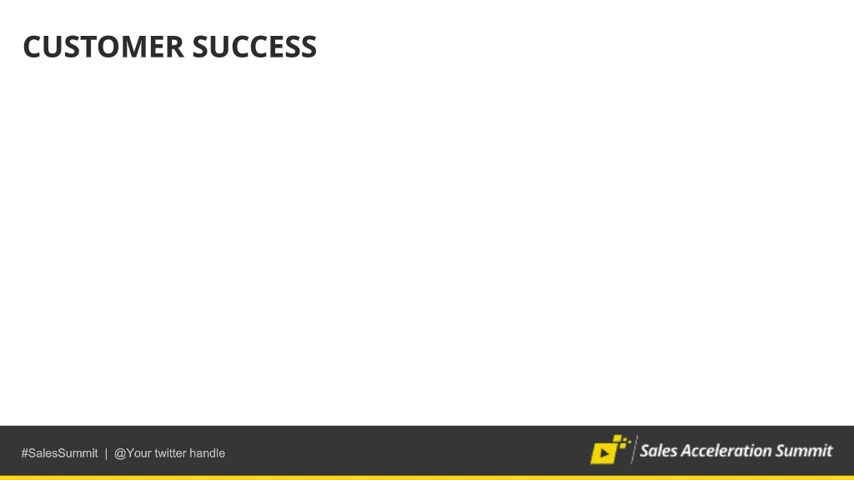 CUSTOMER SUCCESS
#SalesSummit | @Your twitter handle
Sales Acceleration Summit